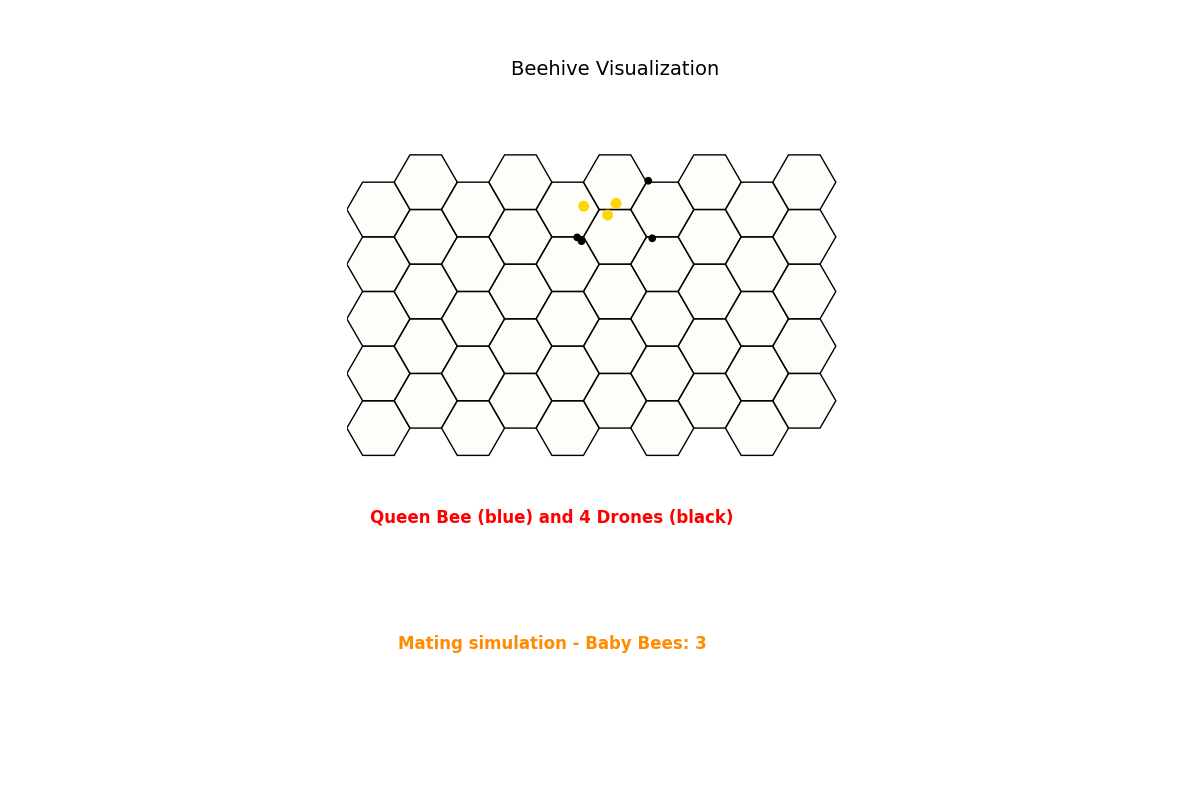 Beehive Visualization
Queen Bee (blue) and 4 Drones (black)
Mating simulation - Baby Bees: 3